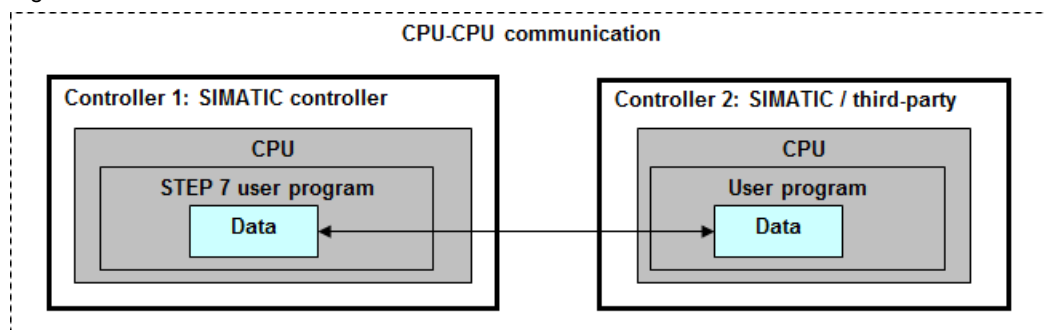 CPU-CPU communication
Controller 1: SIMATIC controller
Controller 2: SIMATIC / third-party
CPU
CPU
STEP 7 user program
User program
Data
Data